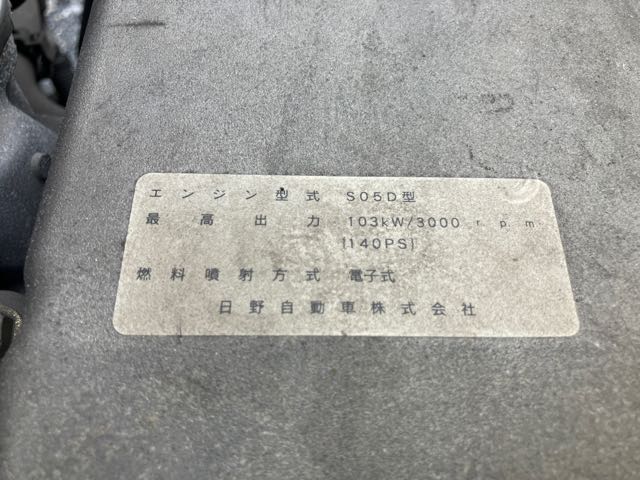 エンジン型式 S05D型
最高出力 103kW/3000 r.p.m
[140PS]
燃料噴射方式 電子式
日野自動車株式会社